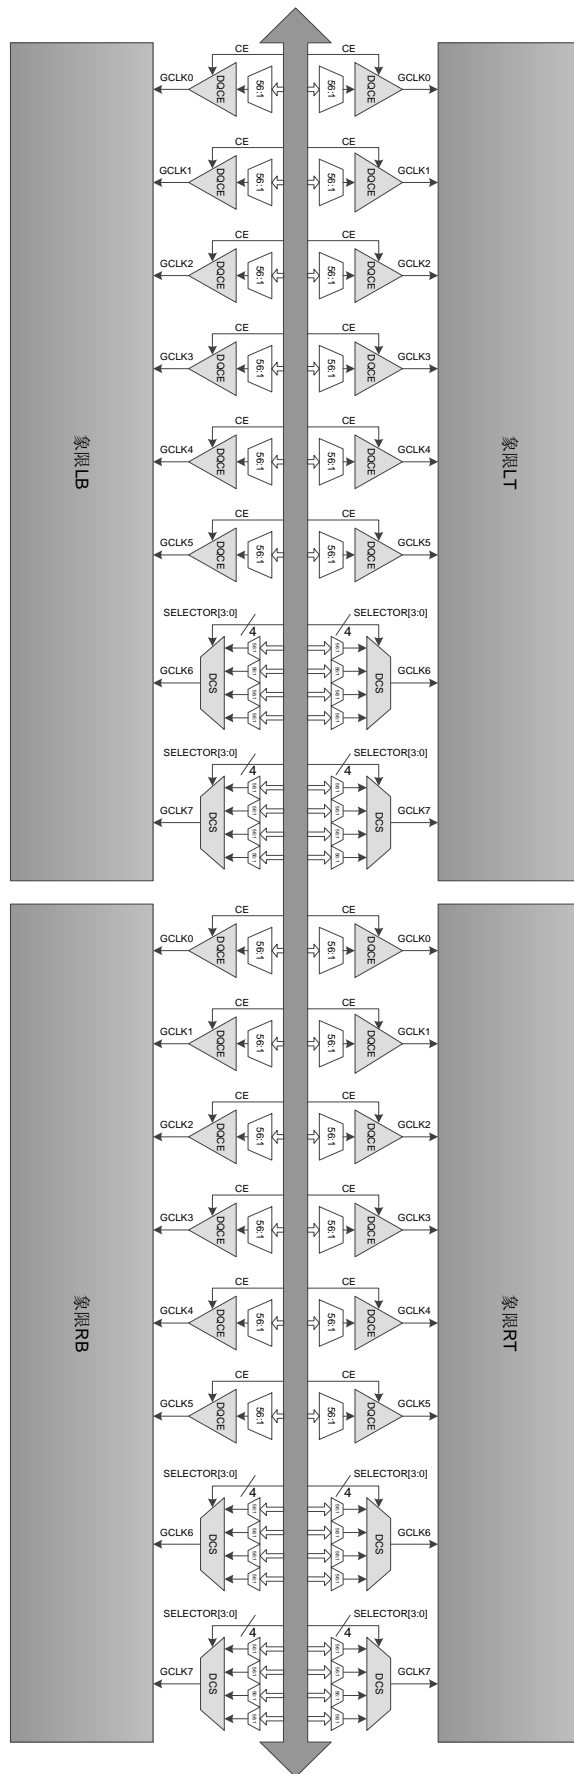 CE CE
GCLK0 DQCE 56:1 56:1 DQCE GCLK0
CE CE
GCLK1 DQCE 56:1 56:1 DQCE GCLK1
CE CE
GCLK2 DQCE 56:1 56:1 DQCE GCLK2
CE CE
GCLK3 DQCE 56:1 56:1 DQCE GCLK3
CE CE
GCLK4 DQCE 56:1 56:1 DQCE GCLK4
象限LB
象限LT
CE CE
GCLK5 DQCE 56:1 56:1 DQCE GCLK5
SELECTOR[3:0] SELECTOR[3:0]
4 4
GCLK6 DCS DCS GCLK6
SELECTOR[3:0] SELECTOR[3:0]
4 4
GCLK7 DCS DCS GCLK7
CE CE
GCLK0 DQCE 56:1 56:1 DQCE GCLK0
CE CE
GCLK1 DQCE 56:1 56:1 DQCE GCLK1
CE CE
GCLK2 DQCE 56:1 56:1 DQCE GCLK2
CE CE
GCLK3 DQCE 56:1 56:1 DQCE GCLK3
CE CE
GCLK4 DQCE 56:1 56:1 DQCE GCLK4
象限RB
象限RT
CE CE
GCLK5 DQCE 56:1 56:1 DQCE GCLK5
SELECTOR[3:0] SELECTOR[3:0]
4 4
GCLK6 DCS DCS GCLK6
SELECTOR[3:0] SELECTOR[3:0]
4 4
GCLK7 DCS DCS GCLK7